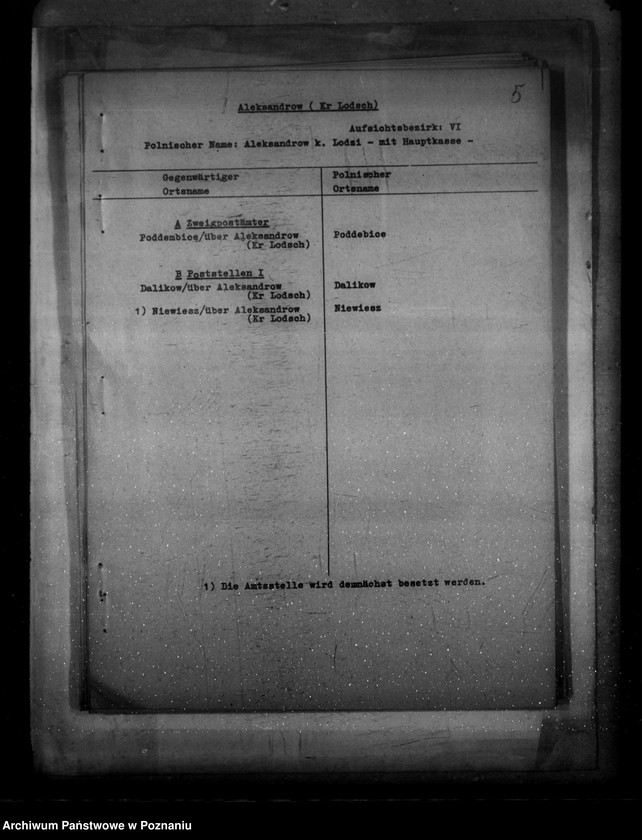 5
Aleksandrow ( Kr Lodsch)
Aufsichtsbezirk: VI
Polnischer Name: Aleksandrow k. Lodzi - mit Hauptkasse -
Gegenwärtiger Ortsname
Polnischer Ortsname
A Zweigpostämter
Poddembice/über Aleksandrow (Kr Lodsch)
Poddebice
B Poststellen I
Dalikow/über Aleksandrow (Kr Lodsch)
Dalikow
1) Niewiesz/über Aleksandrow (Kr Lodsch)
Niewiesz
1) Die Amtsstelle wird demnächst besetzt werden.
Archiwum Państwowe w Poznaniu